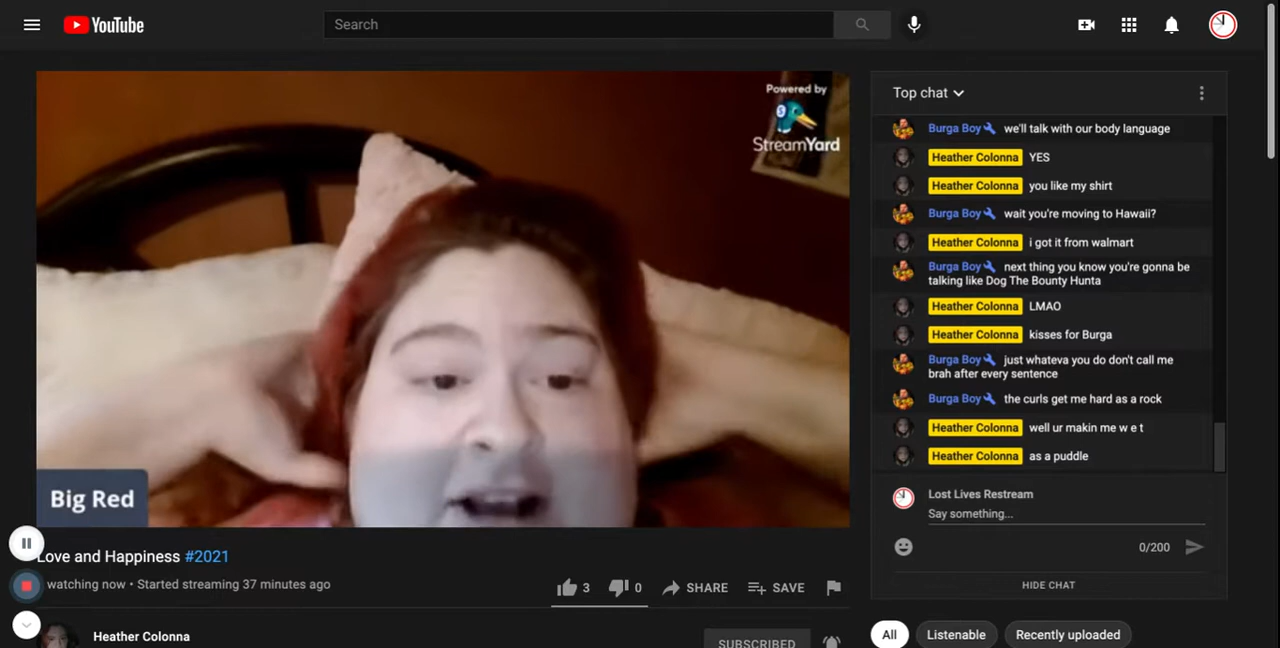 YouTube
Search
Powered by
StreamYard
Big Red
Top chat
Burga Boy we'll talk with our body language
Heather Colonna YES
Heather Colonna you like my shirt
Burga Boy wait you're moving to Hawaii?
Heather Colonna i got it from walmart
Burga Boy next thing you know you're gonna be
talking like Dog The Bounty Hunta
Heather Colonna LMAO
Heather Colonna kisses for Burga
Burga Boy just whateva you do don't call me
brah after every sentence
Burga Boy the curls get me hard as a rock
Heather Colonna well ur makin me w e t
Heather Colonna as a puddle
Lost Lives Restream
Say something...
0/200
HIDE CHAT
Love and Happiness #2021
watching now • Started streaming 37 minutes ago
3
0
SHARE
SAVE
Heather Colonna
SUBSCRIBED
All
Listenable
Recently uploaded